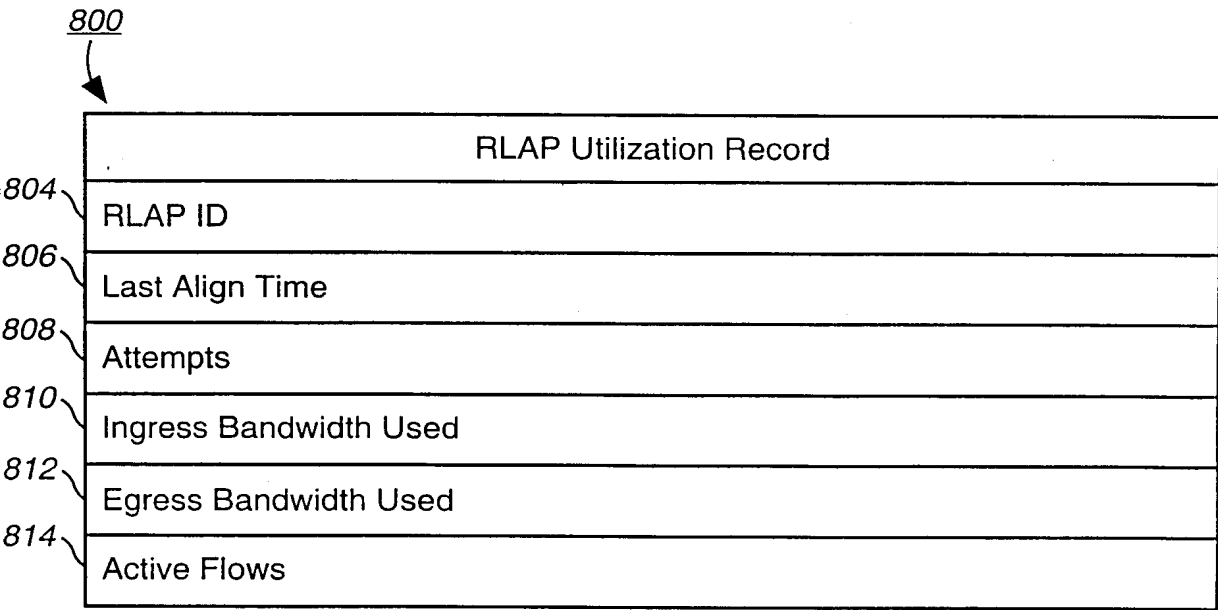 800
RLAP Utilization Record
804
RLAP ID
806
Last Align Time
808
Attempts
810
Ingress Bandwidth Used
812
Egress Bandwidth Used
814
Active Flows